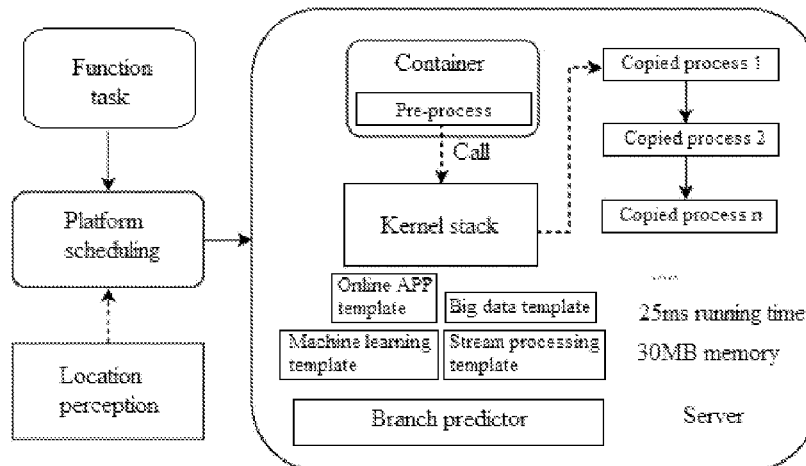 Function
task
Platform
scheduling
Location
perception
Container
Pre-process
Call
Kernel stack
Online APP
template
Big data template
Machine learning
template
Stream processing
template
Branch predictor
Copied process 1
Copied process 2
Copied process n
......
25ms running time
30MB memory
Server